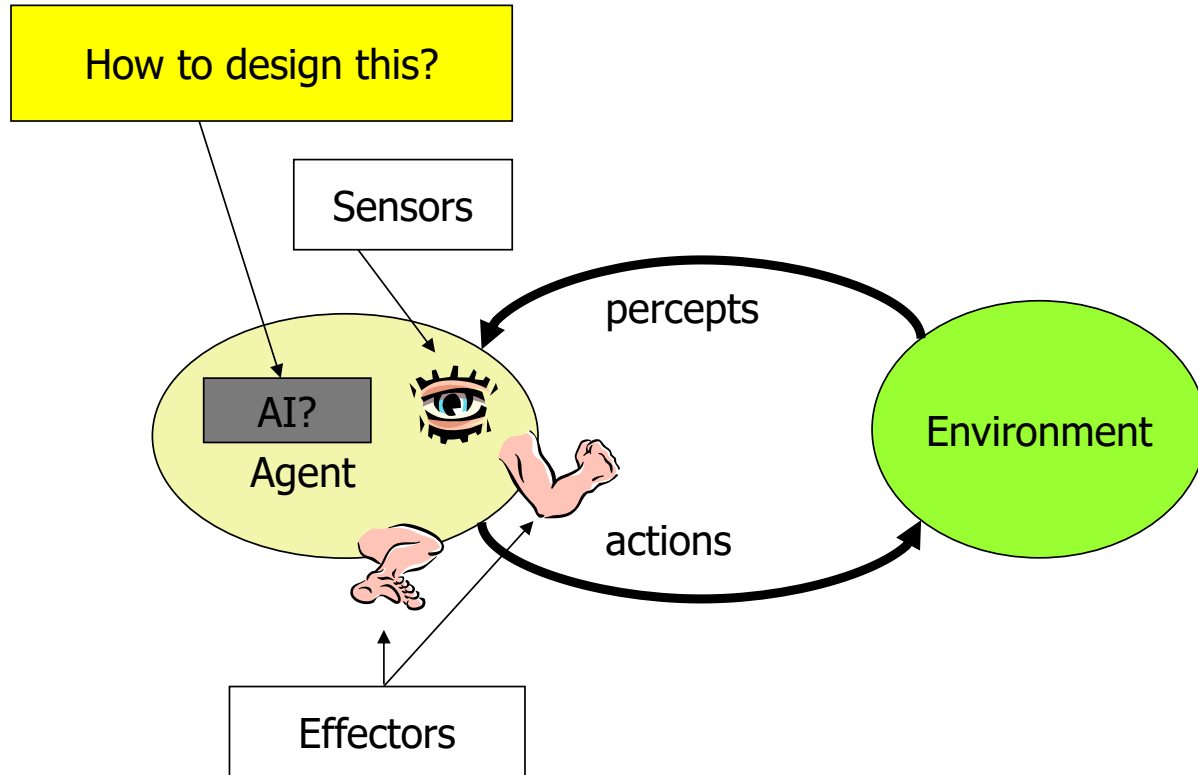 How to design this?
Sensors
percepts
AI?
Agent
Environment
actions
Effectors